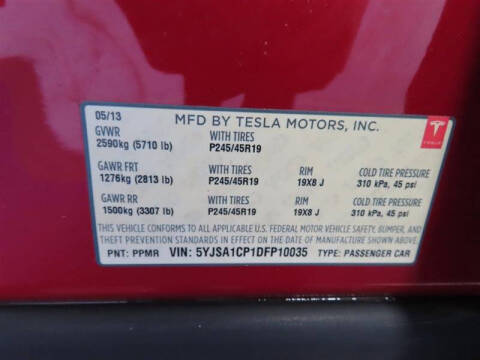 05/13 MFD BY TESLA MOTORS, INC.
GVWR WITH TIRES
2590kg (5710 lb) P245/45R19
TESLA
GAWR FRT WITH TIRES RIM COLD TIRE PRESSURE
1276kg (2813 lb) P245/45R19 19X8 J 310 kPa, 45 psi
GAWR RR WITH TIRES RIM COLD TIRE PRESSURE
1500kg (3307 lb) P245/45R19 19X8 J 310 kPa, 45 psi
THIS VEHICLE CONFORMS TO ALL APPLICABLE U.S. FEDERAL MOTOR VEHICLE SAFETY, BUMPER, AND
THEFT PREVENTION STANDARDS IN EFFECT ON THE DATE OF MANUFACTURE SHOWN ABOVE.
PNT: PPMR VIN: 5YJSA1CP1DFP10035 TYPE: PASSENGER CAR